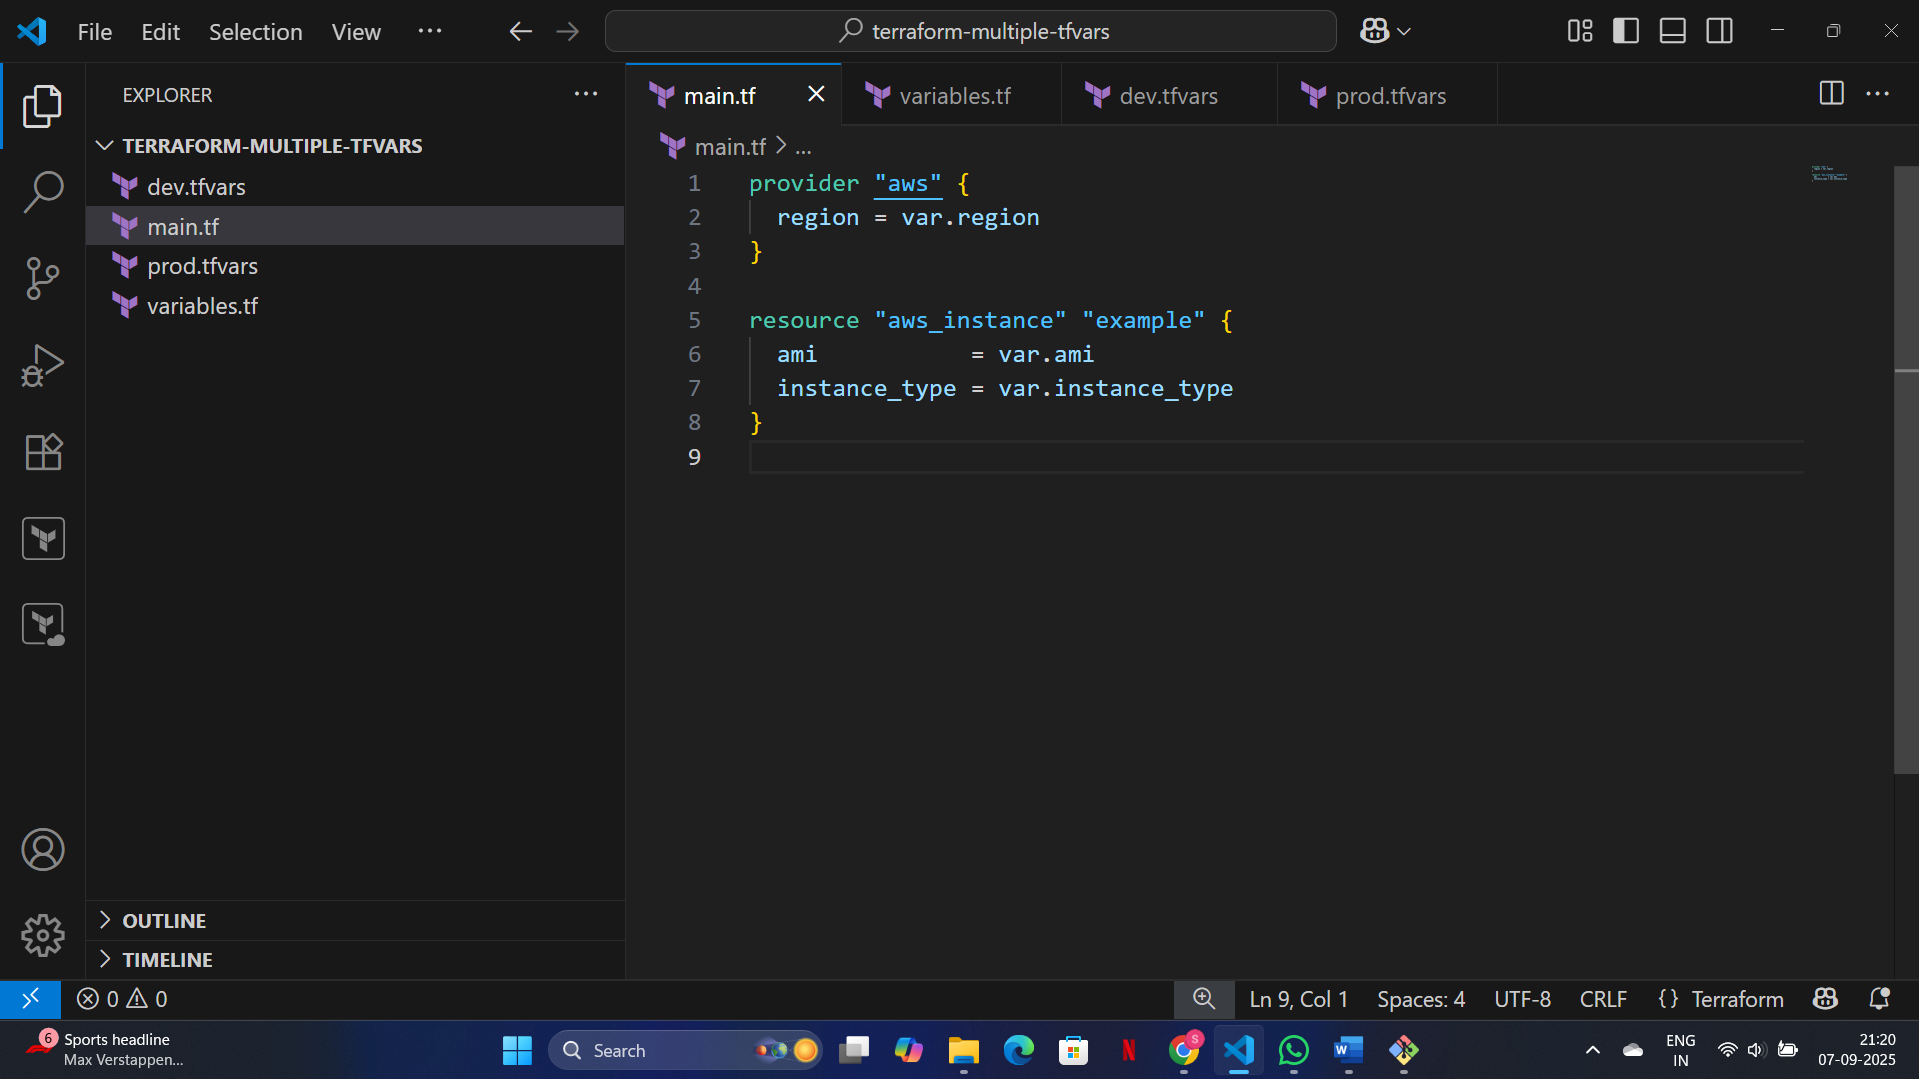 File Edit Selection View ···
terraform-multiple-tfvars
EXPLORER
TERRAFORM-MULTIPLE-TFVARS
dev.tfvars
main.tf
prod.tfvars
variables.tf
OUTLINE
TIMELINE
main.tf variables.tf dev.tfvars prod.tfvars
main.tf > ...
1 provider "aws" {
2 region = var.region
3 }
4
5 resource "aws_instance" "example" {
6 ami = var.ami
7 instance_type = var.instance_type
8 }
9
0 0 Ln 9, Col 1 Spaces: 4 UTF-8 CRLF {} Terraform
6 Sports headline
Max Verstappen...
Search
S
ENG
IN
21:20
07-09-2025